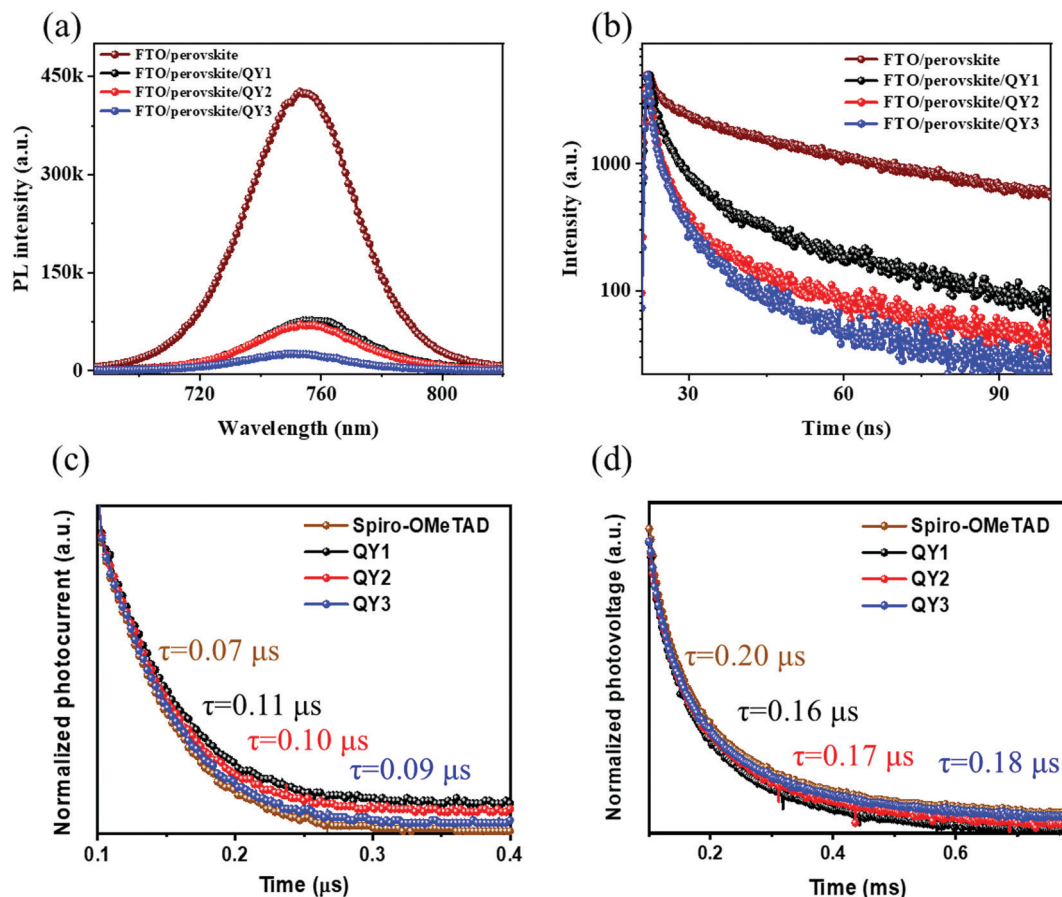 (a)
FTO/perovskite
FTO/perovskite/QY1
FTO/perovskite/QY2
FTO/perovskite/QY3
450k
300k
150k
0
PL intensity (a.u.)
720
760
800
Wavelength (nm)
(b)
FTO/perovskite
FTO/perovskite/QY1
FTO/perovskite/QY2
FTO/perovskite/QY3
1000
100
Intensity (a.u.)
30
60
90
Time (ns)
(c)
Spiro-OMeTAD
QY1
QY2
QY3
τ=0.07 μs
τ=0.11 μs
τ=0.10 μs
τ=0.09 μs
Normalized photocurrent (a.u.)
0.1
0.2
0.3
0.4
Time (μs)
(d)
Spiro-OMeTAD
QY1
QY2
QY3
τ=0.20 μs
τ=0.16 μs
τ=0.17 μs
τ=0.18 μs
Normalized photovoltage (a.u.)
0.2
0.4
0.6
Time (ms)